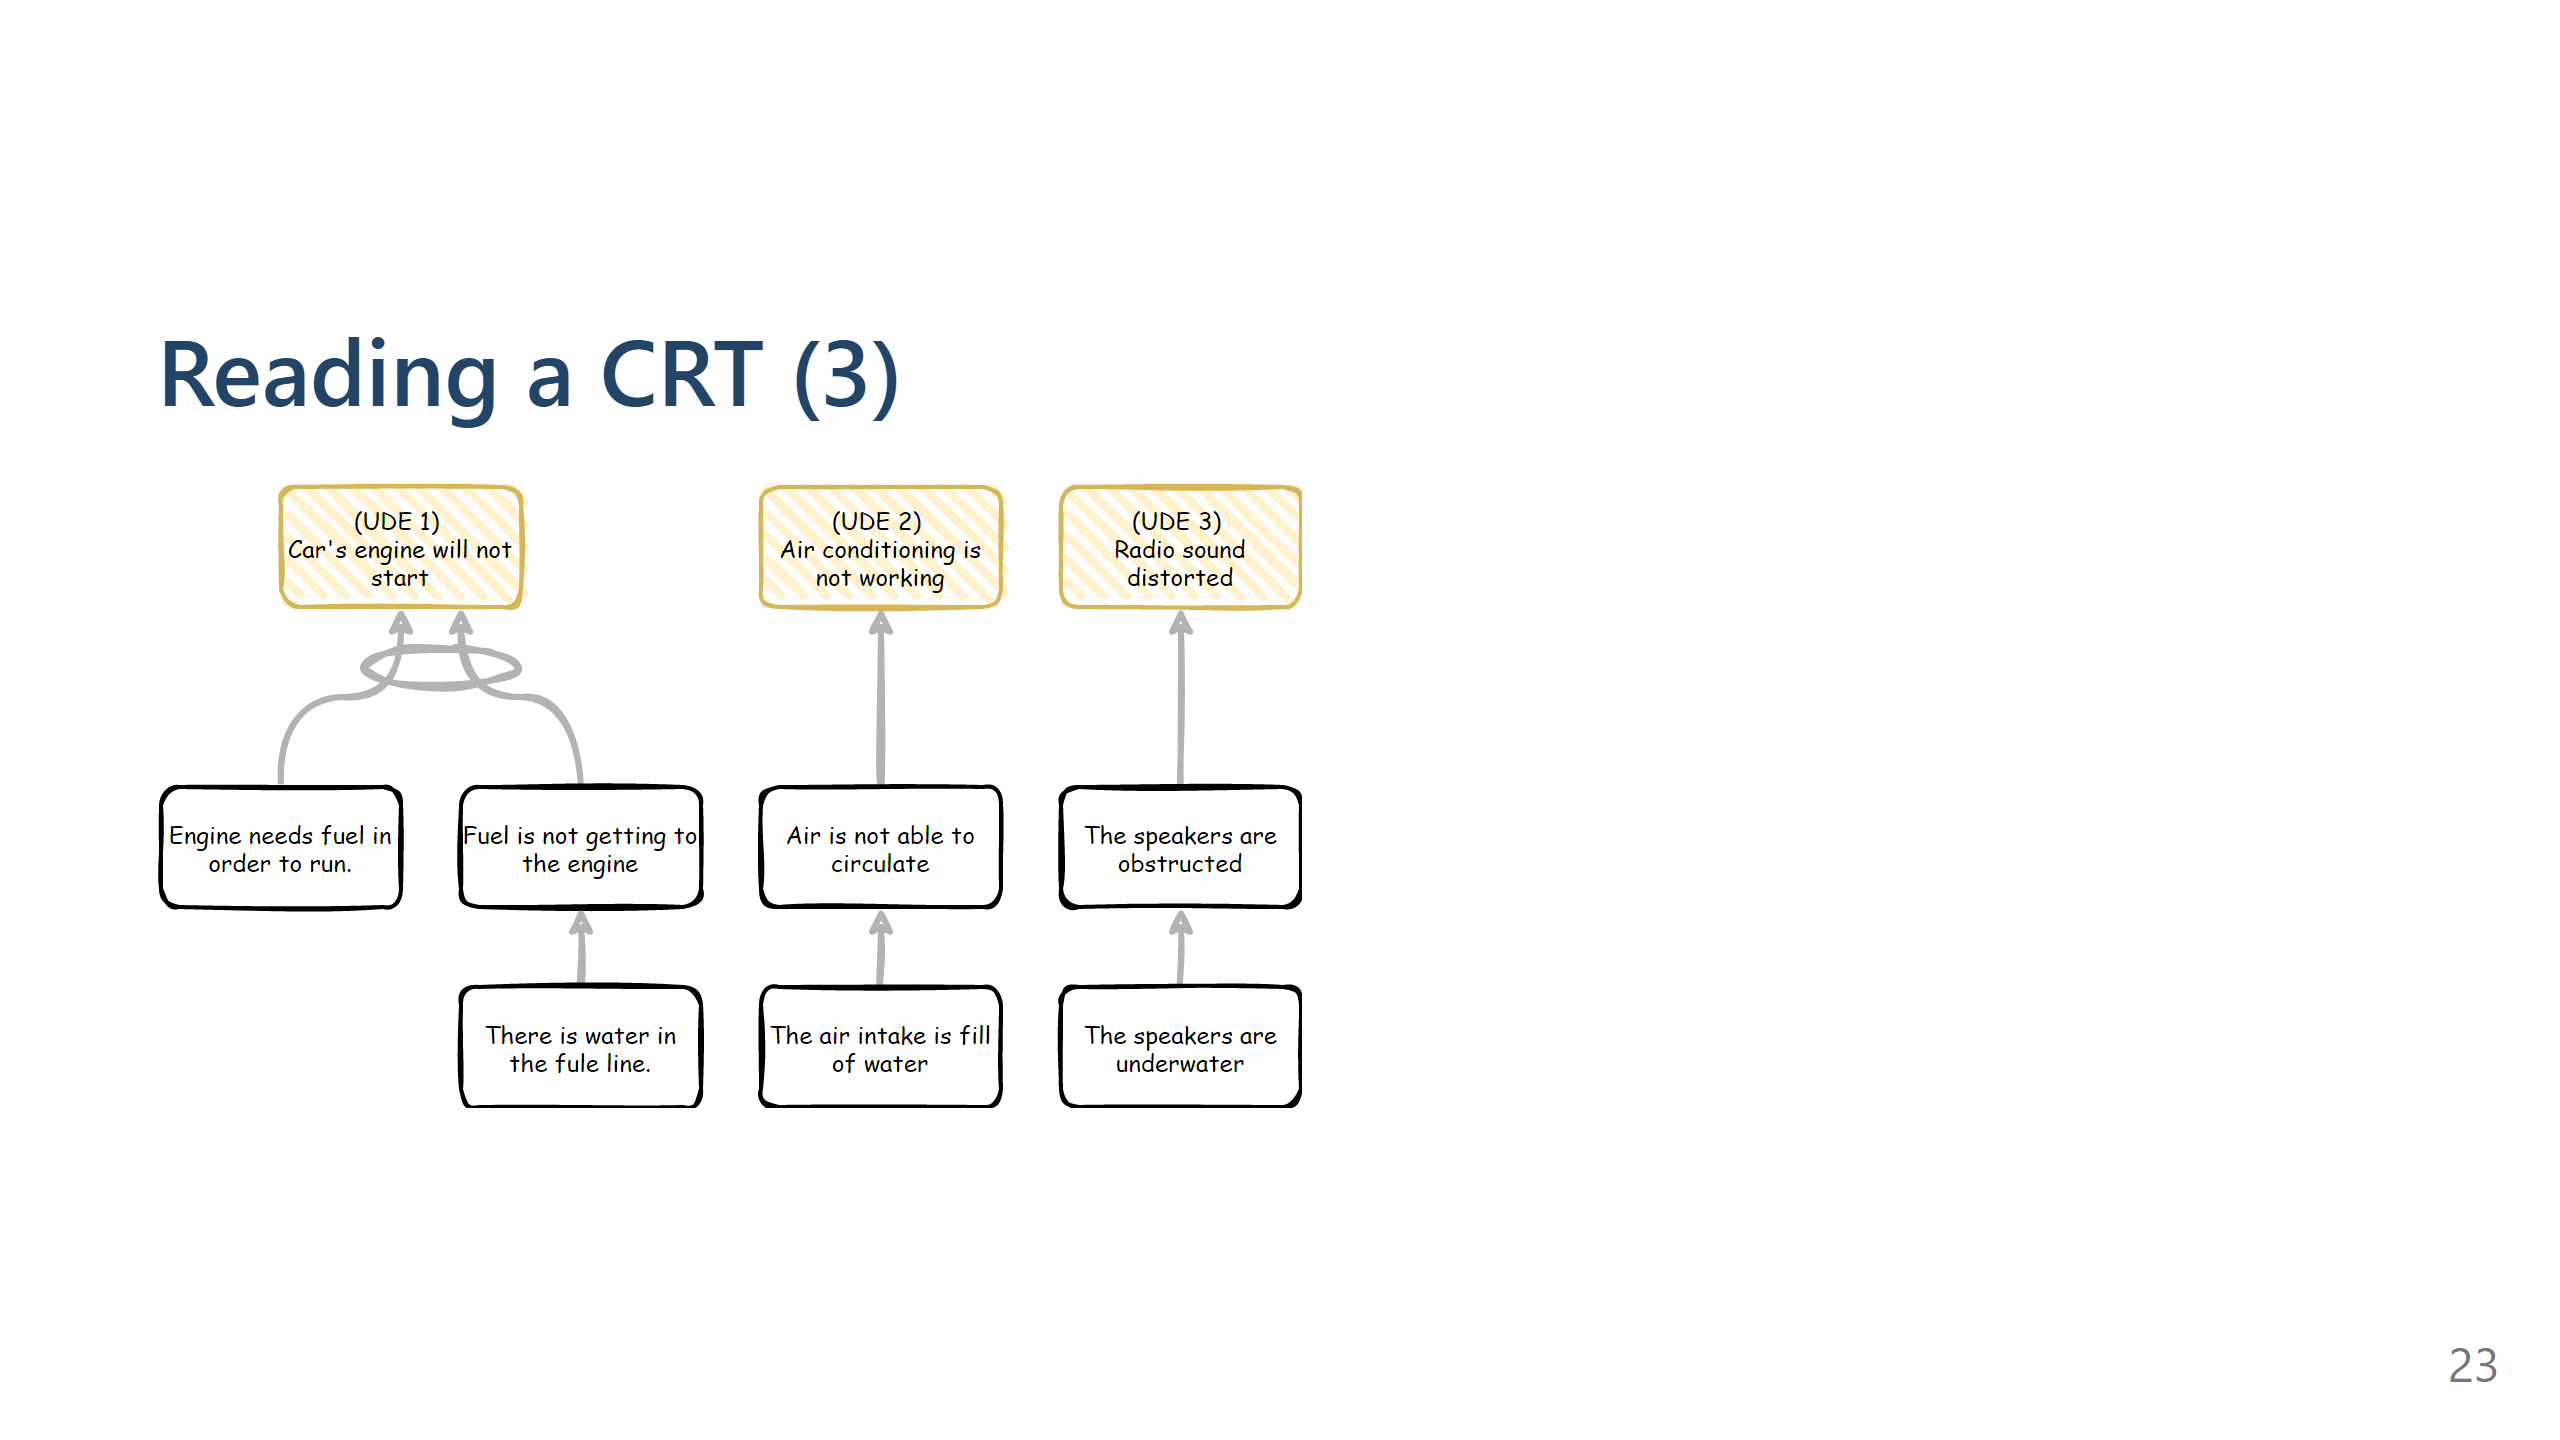 Reading a CRT (3)
(UDE 1)
Car's engine will not
start
(UDE 2)
Air conditioning is
not working
(UDE 3)
Radio sound
distorted
Engine needs fuel in
order to run.
Fuel is not getting to
the engine
Air is not able to
circulate
The speakers are
obstructed
There is water in
the fule line.
The air intake is fill
of water
The speakers are
underwater
23